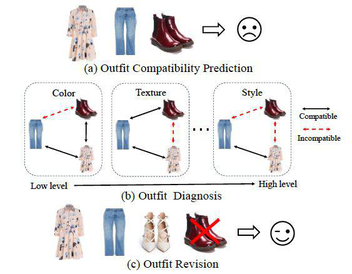 (a) Outfit Compatibility Prediction
Color
Texture
Style
Compatible
Incompatible
Low level
High level
(b) Outfit Diagnosis
(c) Outfit Revision